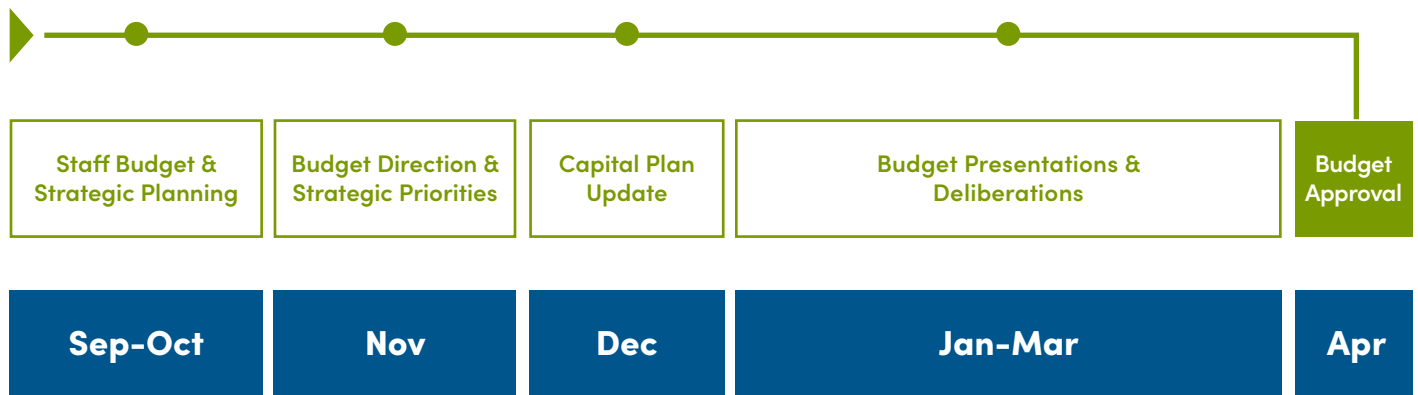 Staff Budget &
Strategic Planning
Budget Direction &
Strategic Priorities
Capital Plan
Update
Budget Presentations &
Deliberations
Budget
Approval
Sep-Oct
Nov
Dec
Jan-Mar
Apr